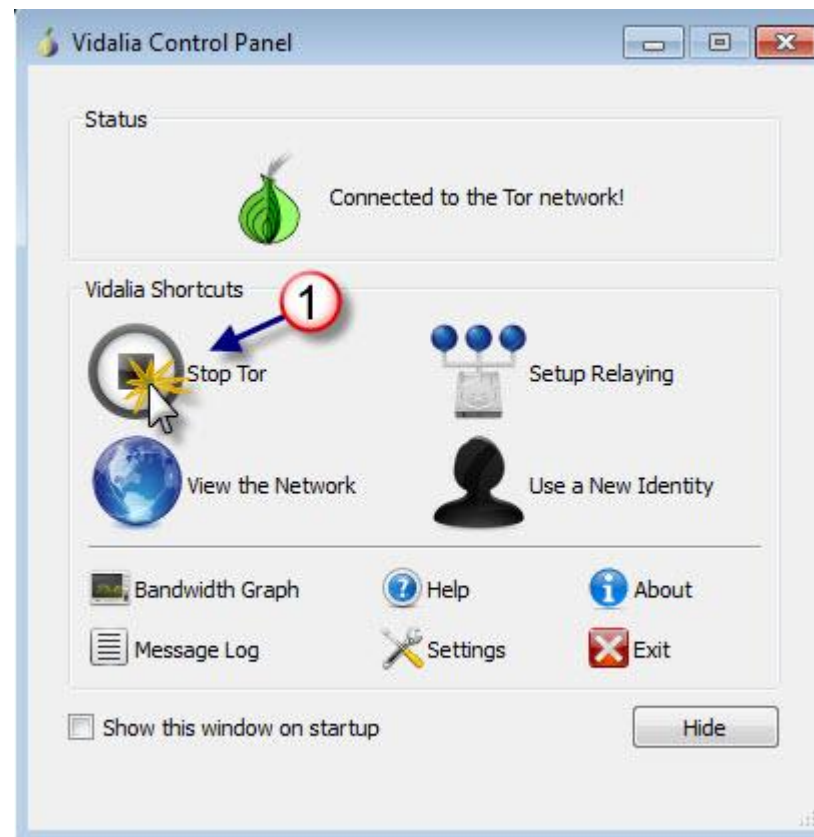 Vidalia Control Panel
Status
Connected to the Tor network!
Vidalia Shortcuts
1
Stop Tor
Setup Relaying
View the Network
Use a New Identity
Bandwidth Graph
Help
About
Message Log
Settings
Exit
Show this window on startup
Hide